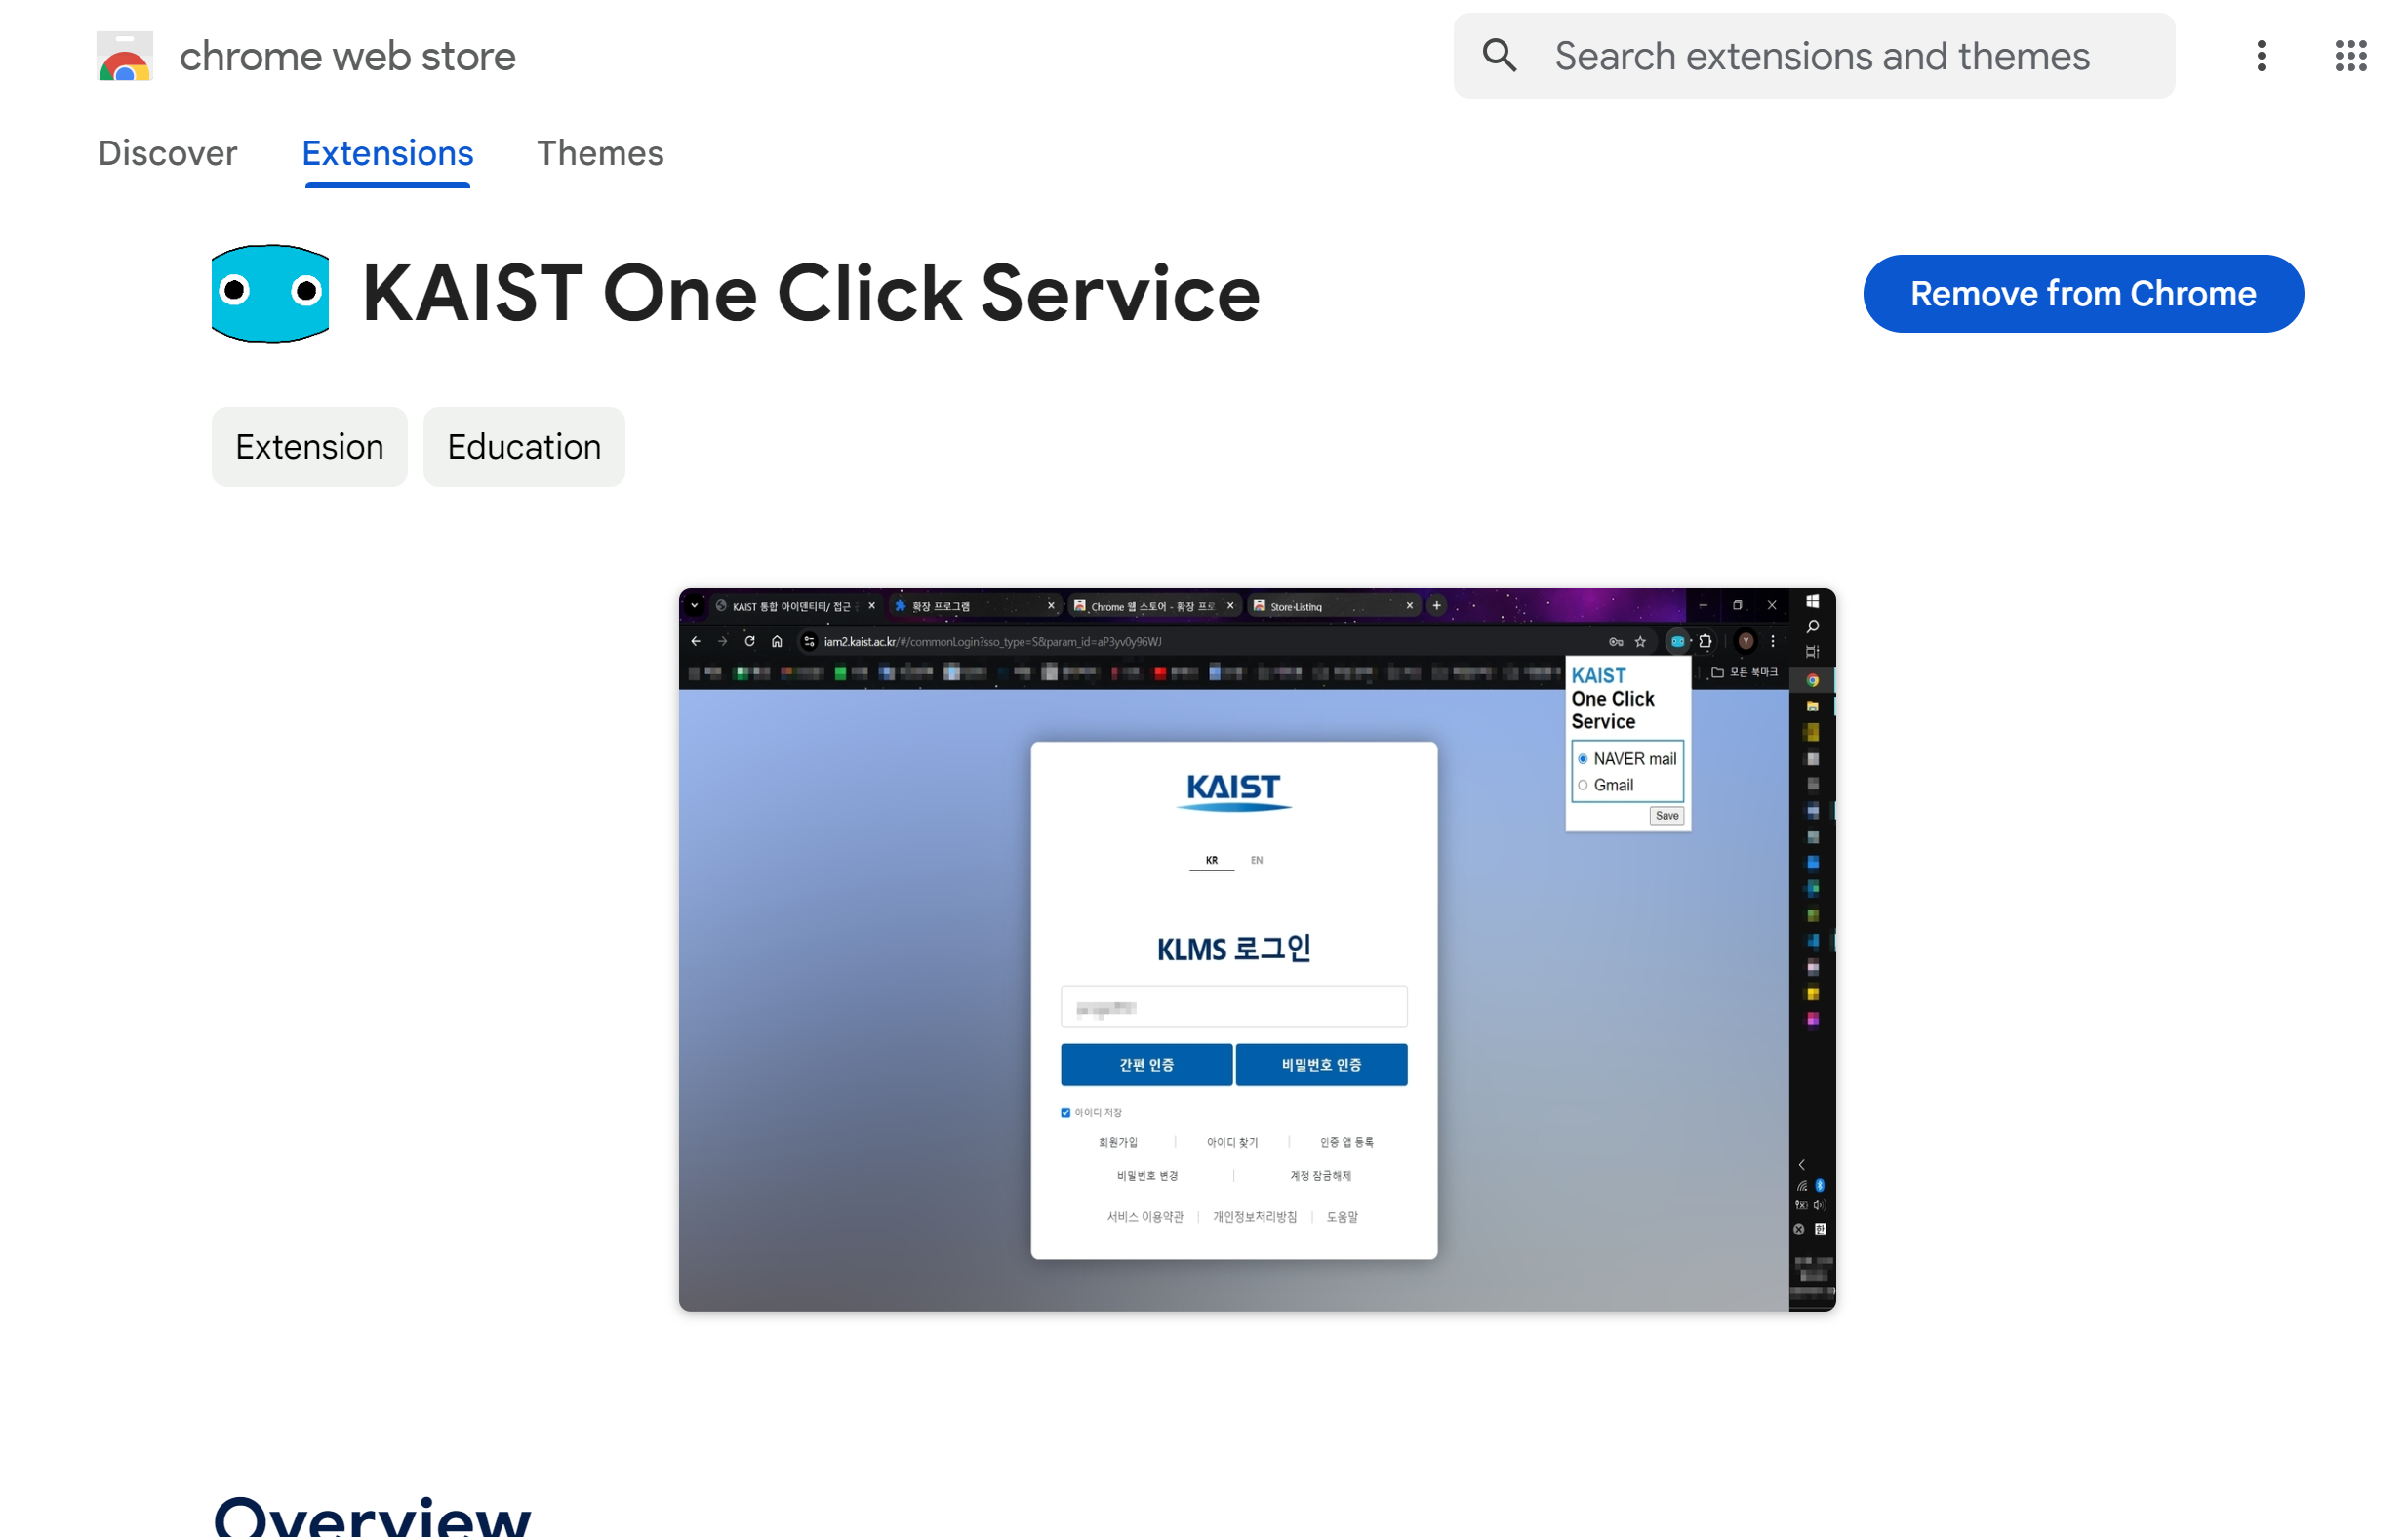 chrome web store
Search extensions and themes
Discover
Extensions
Themes
KAIST One Click Service
Remove from Chrome
Extension
Education
KAIST 통합 아이덴티티/ 접근
확장 프로그램
Chrome 웹 스토어 - 확장 프로
Store-Listing
iam2.kaist.ac.kr/#/commonLogin?sso_type=S&param_id=aP3yv0y96WJ
Y
모든 북마크
KAIST
One Click
Service
NAVER mail
Gmail
Save
KAIST
KR
EN
KLMS 로그인
간편 인증
비밀번호 인증
아이디 저장
회원가입
아이디 찾기
인증 앱 등록
비밀번호 변경
계정 잠금해제
서비스 이용약관
개인정보처리방침
도움말
한
Overview